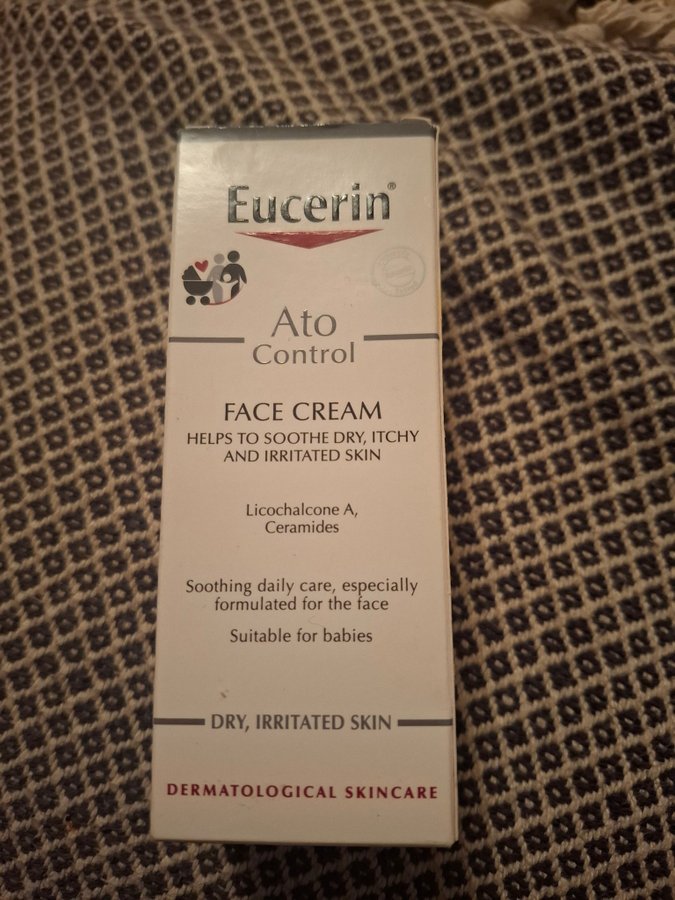 Eucerin®
Ato
Control
FACE CREAM
HELPS TO SOOTHE DRY, ITCHY
AND IRRITATED SKIN
Licochalcone A,
Ceramides
Soothing daily care, especially
formulated for the face
Suitable for babies
DRY, IRRITATED SKIN
DERMATOLOGICAL SKINCARE